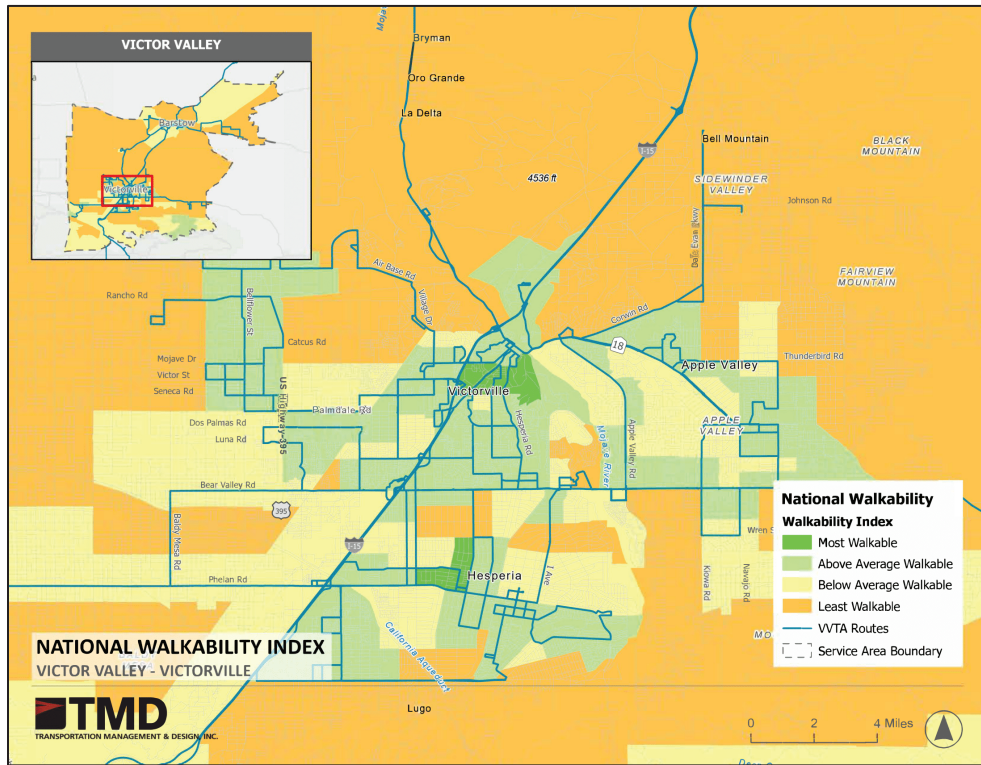 VICTOR VALLEY
Barstow
Victorville
Bryman
Oro Grande
La Delta
I-15
Bell Mountain
BLACK
MOUNTAIN
4536 ft
SIDEWINDER
VALLEY
Johnson Rd
Dale Evans Pkwy
Air Base Rd
FAIRVIEW
MOUNTAIN
Rancho Rd
Bellflower St
Village Dr
Corwin Rd
Catcus Rd
18
Mojave Dr
Thunderbird Rd
Victor St
Apple Valley
Seneca Rd
US Highway-395
Victorville
Palmdale Rd
Dos Palmas Rd
Hesperia Rd
Mojave River
Apple Valley Rd
APPLE
VALLEY
Luna Rd
Bear Valley Rd
395
Baldy Mesa Rd
I-15
Wren S
Phelan Rd
Hesperia
I Ave
Kiowa Rd
Navajo Rd
California Aqueduct
Lugo
National Walkability
Walkability Index
Most Walkable
Above Average Walkable
Below Average Walkable
Least Walkable
VVTA Routes
Service Area Boundary
NATIONAL WALKABILITY INDEX
VICTOR VALLEY - VICTORVILLE
TMD
TRANSPORTATION MANAGEMENT & DESIGN, INC.
0 2 4 Miles